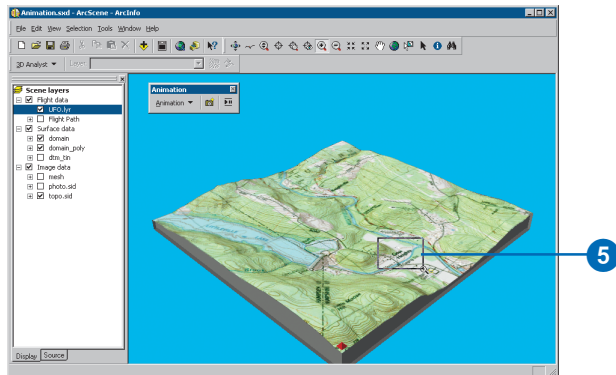 Animation.sxd - ArcScene - ArcInfo
File Edit View Selection Tools Window Help
3D Analyst Layer:
Scene layers
Flight data
UFO.lyr
Flight Path
Surface data
domain
domain_poly
dtm_tin
Image data
mesh
photo.sid
topo.sid
Display Source
Animation
Animation
5